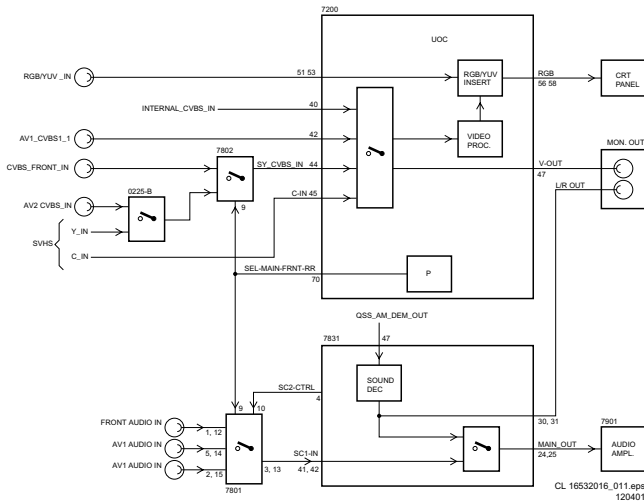 7200
UOC
RGB/YUV _IN
51 53
RGB/YUV
INSERT
RGB
56 58
CRT
PANEL
INTERNAL_CVBS_IN
40
AV1_CVBS1_1
42
VIDEO
PROC.
MON. OUT
7802
CVBS_FRONT_IN
SY_CVBS_IN 44
V-OUT
47
0225-B
L/R OUT
C-IN 45
AV2 CVBS_IN
9
Y_IN
SVHS
C_IN
SEL-MAIN-FRNT-RR
70
P
QSS_AM_DEM_OUT
7831
47
SOUND
DEC
SC2-CTRL
4
9
10
30, 31
FRONT AUDIO IN
1, 12
7901
AV1 AUDIO IN
5, 14
MAIN_OUT
24,25
AUDIO
AMPL.
SC1-IN
3, 13
41, 42
AV1 AUDIO IN
2, 15
7801
CL 16532016_011.eps
120401